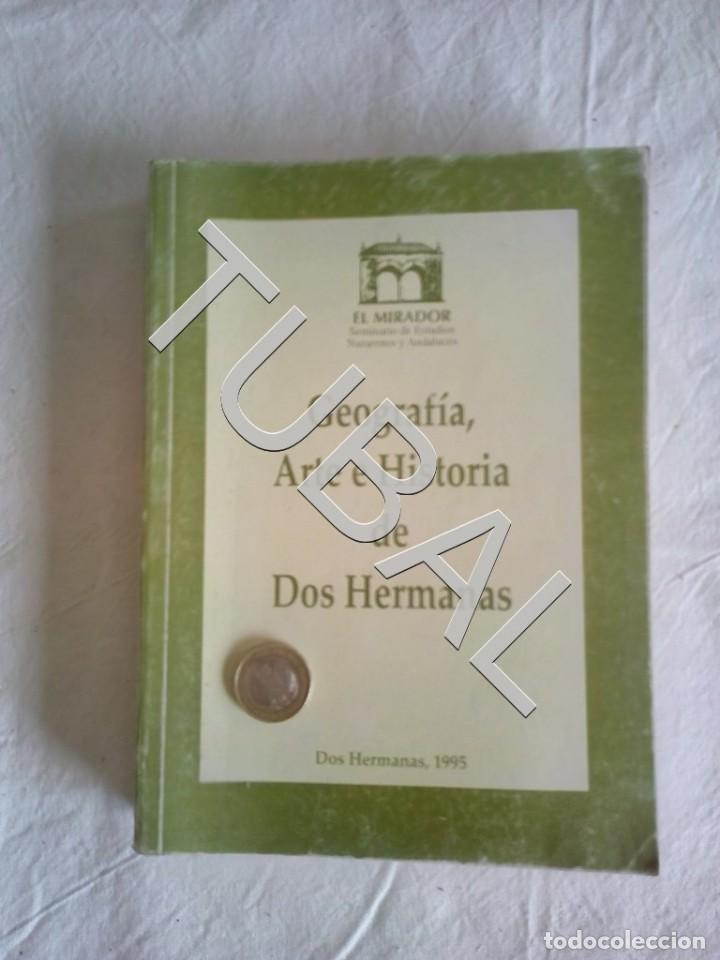 EL MIRADOR
Seminario de Estudios
Nazarenos y Andaluces
Geografía,
Arte e Historia
de
Dos Hermanas
Dos Hermanas, 1995
TUBAL
todocoleccion